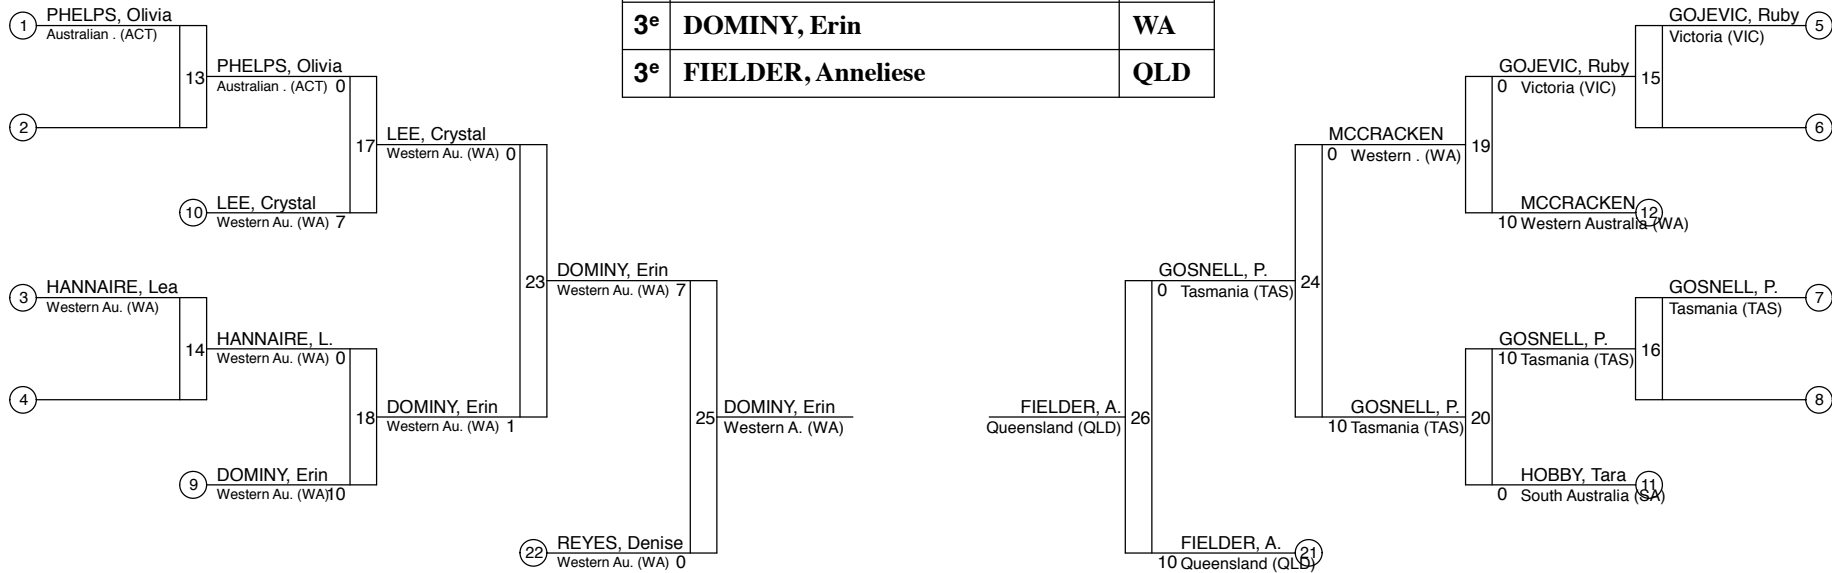 3e DOMINY, Erin WA
3e FIELDER, Anneliese QLD
1 PHELPS, Olivia
Australian . (ACT)
2
13
PHELPS, Olivia
Australian . (ACT) 0
17
10 LEE, Crystal
Western Au. (WA) 7
LEE, Crystal
Western Au. (WA) 0
3 HANNAIRE, Lea
Western Au. (WA)
4
14
HANNAIRE, L.
Western Au. (WA) 0
18
9 DOMINY, Erin
Western Au. (WA) 10
DOMINY, Erin
Western Au. (WA) 1
23
DOMINY, Erin
Western Au. (WA) 7
25
22 REYES, Denise
Western Au. (WA) 0
DOMINY, Erin
Western A. (WA)
GOJEVIC, Ruby 5
Victoria (VIC)
6
15
GOJEVIC, Ruby
0 Victoria (VIC)
19
MCCRACKEN 12
10 Western Australia (WA)
MCCRACKEN
0 Western . (WA)
GOSNELL, P. 7
Tasmania (TAS)
8
16
GOSNELL, P.
10 Tasmania (TAS)
20
HOBBY, Tara 11
0 South Australia (SA)
GOSNELL, P.
10 Tasmania (TAS)
24
GOSNELL, P.
0 Tasmania (TAS)
26
FIELDER, A. 21
10 Queensland (QLD)
FIELDER, A.
Queensland (QLD)